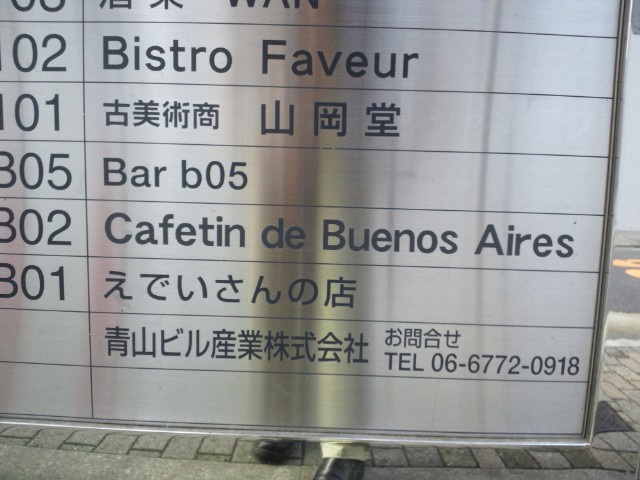 WAN
102 Bistro Faveur
101 古美術商 山岡堂
B05 Bar b05
B02 Cafetin de Buenos Aires
B01 えでいさんの店
青山ビル産業株式会社 お問合せ
TEL 06-6772-0918